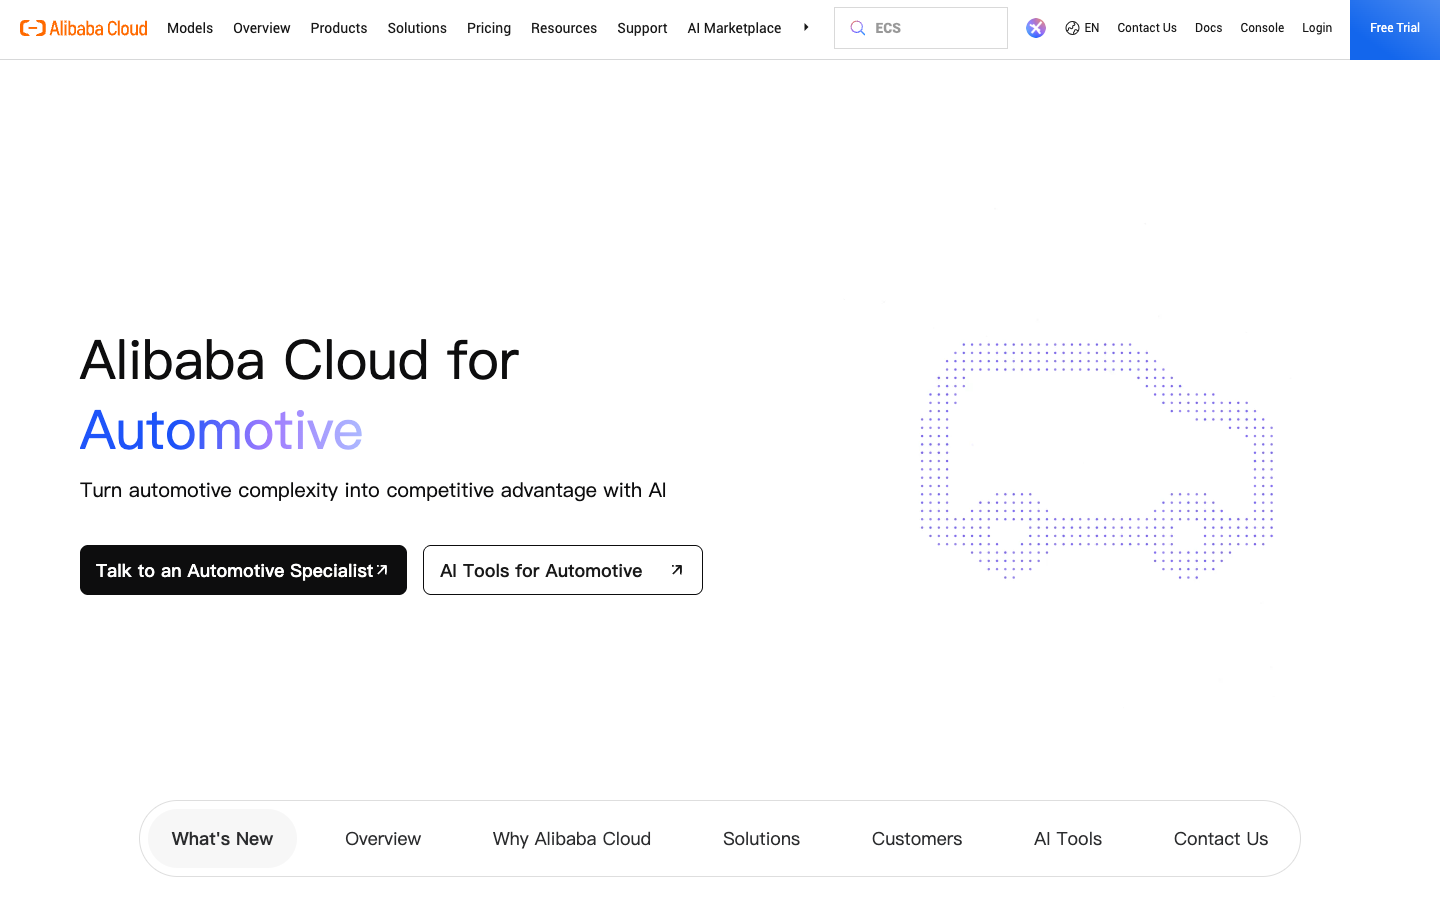 Alibaba Cloud
Models
Overview
Products
Solutions
Pricing
Resources
Support
AI Marketplace
ECS
EN
Contact Us
Docs
Console
Login
Free Trial
Alibaba Cloud for
Automotive
Turn automotive complexity into competitive advantage with AI
Talk to an Automotive Specialist
AI Tools for Automotive
What's New
Overview
Why Alibaba Cloud
Solutions
Customers
AI Tools
Contact Us